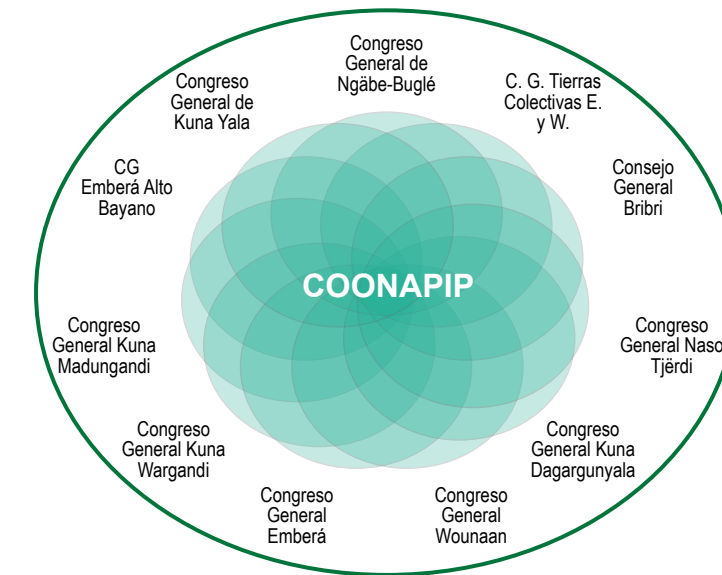 Congreso
General de
Ngäbe-Buglé
C. G. Tierras
Colectivas E.
y W.
Consejo
General
Bribri
Congreso
General Naso
Tjërdi
Congreso
General Kuna
Dagargunyala
Congreso
General
Wounaan
Congreso
General
Emberá
Congreso
General Kuna
Wargandi
Congreso
General Kuna
Madungandi
CG
Emberá Alto
Bayano
Congreso
General de
Kuna Yala
COONAPIP